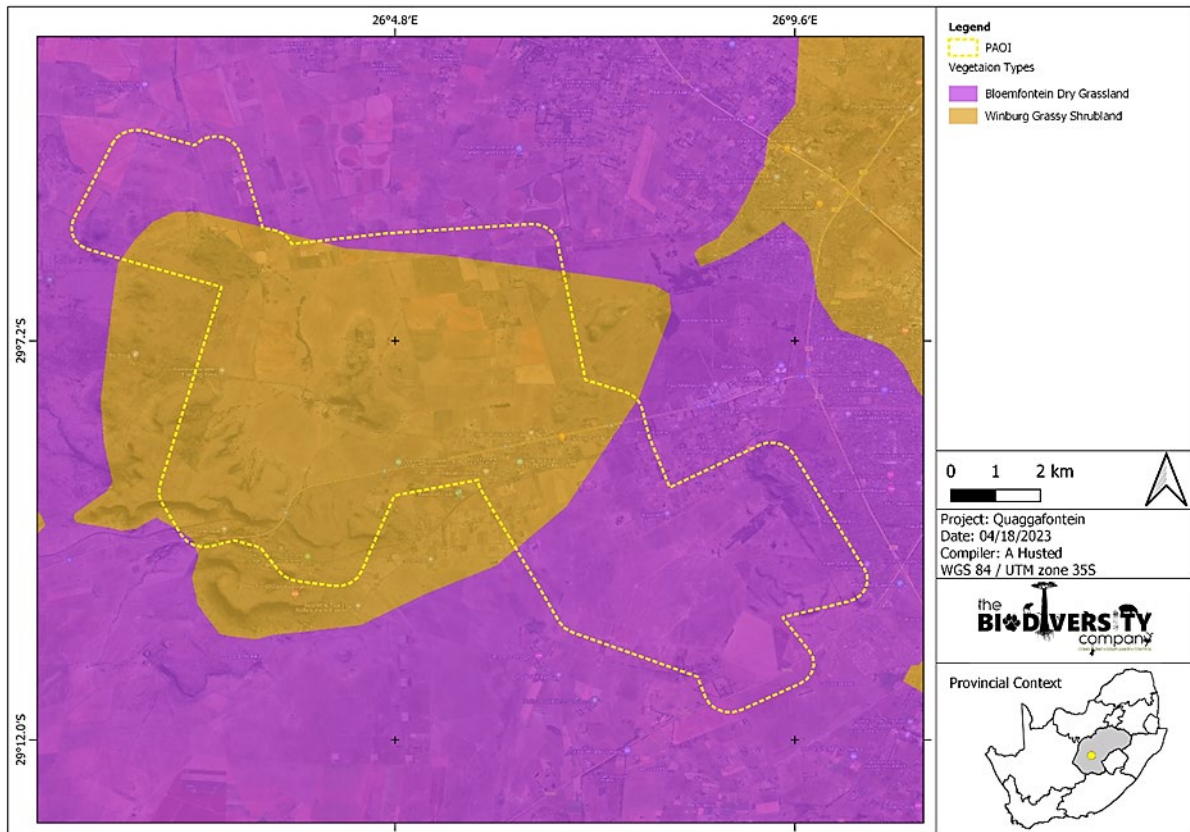 26°4.8'E
26°9.6'E
29°7.2'S
29°12.0'S
Legend
PAOI
Vegetaion Types
Bloemfontein Dry Grassland
Winburg Grassy Shrubland
0 1 2 km
Project: Quaggafontein
Date: 04/18/2023
Compiler: A Husted
WGS 84 / UTM zone 35S
the
BIODIVERSITY
company
Provincial Context